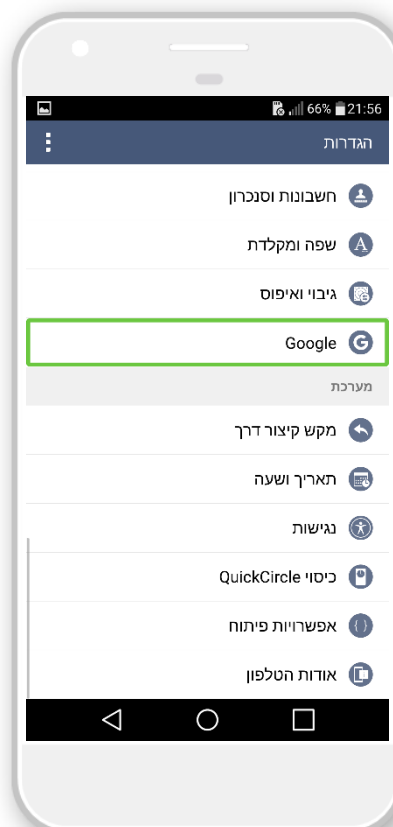 66% 21:56
הגדרות
חשבונות וסנכרון
שפה ומקלדת
גיבוי ואיפוס
Google
מערכת
מקש קיצור דרך
תאריך ושעה
נגישות
כיסוי QuickCircle
אפשרויות פיתוח
אודות הטלפון